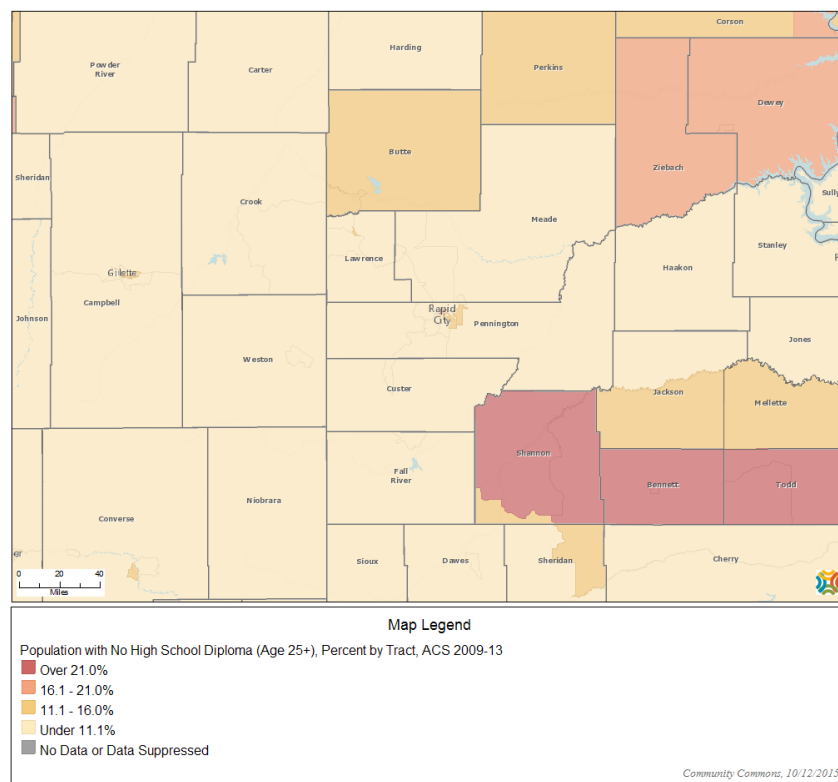 Corson
Harding
Powder
River
Carter
Perkins
Dewey
Butte
Ziebach
Sheridan
Sully
Crook
Meade
Stanley
Lawrence
Haakon
Gillette
Campbell
Johnson
Rapid
City
Pennington
Jones
Weston
Custer
Jackson
Mellette
Shannon
Fall
River
Bennett
Todd
Niobrara
Converse
er
Sioux
Dawes
Sheridan
Cherry
0 20 40
Miles
Map Legend
Population with No High School Diploma (Age 25+), Percent by Tract, ACS 2009-13
Over 21.0%
16.1 - 21.0%
11.1 - 16.0%
Under 11.1%
No Data or Data Suppressed
Community Commons, 10/12/2015